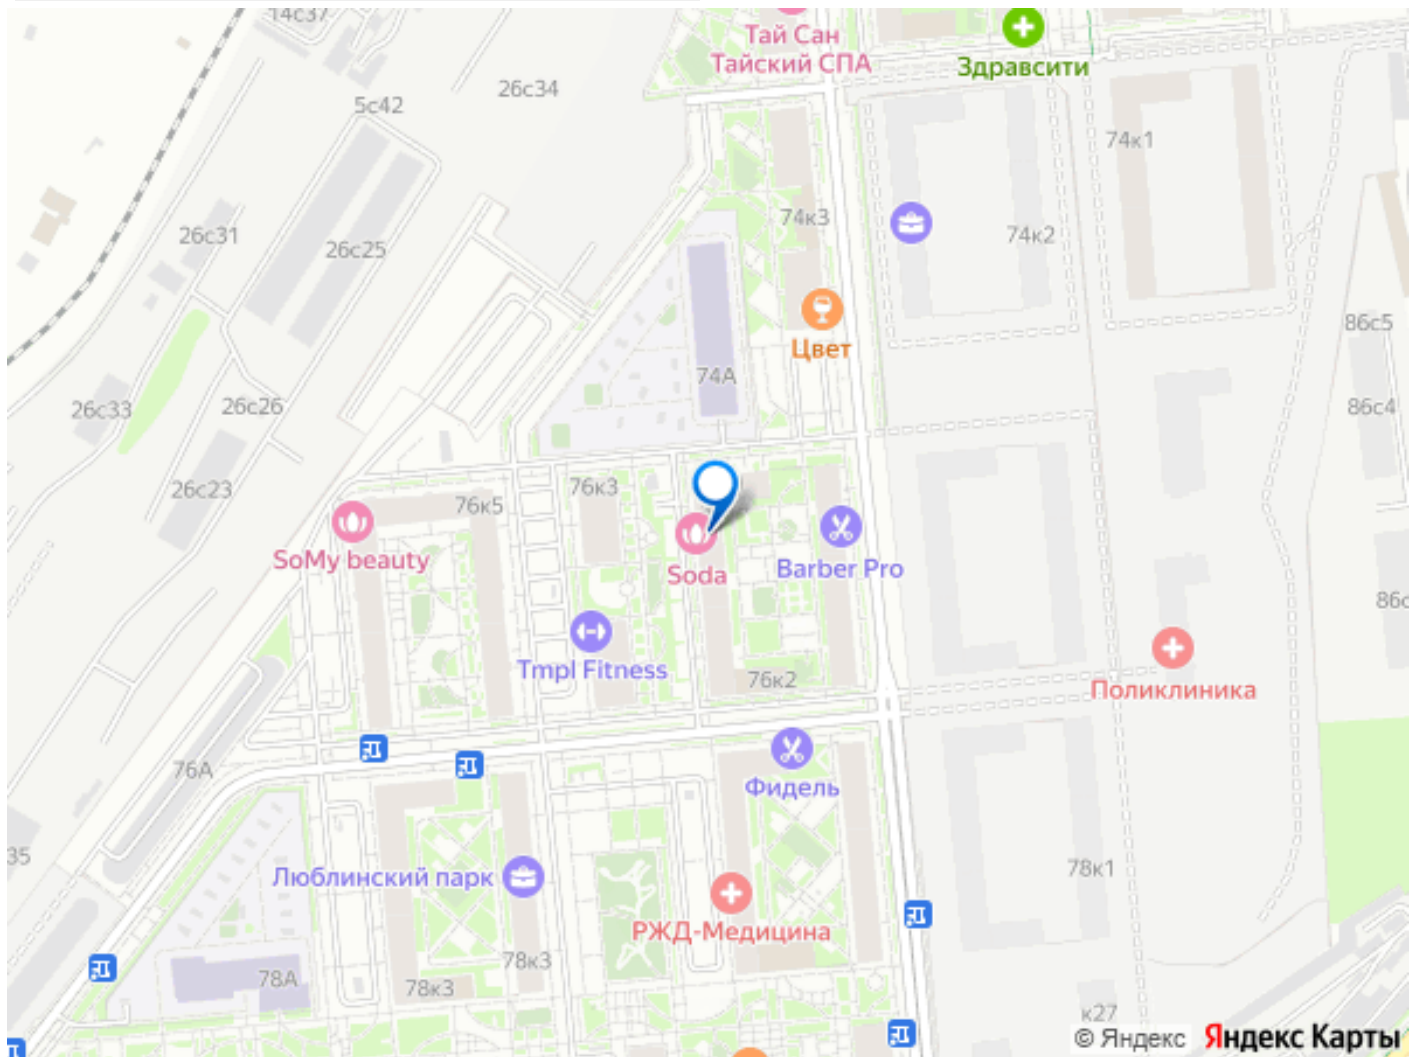 14с37
Тай Сан
Тайский СПА
Здравсити
26с34
5с42
74к1
26с31
26с25
74к3
74к2
86с5
Цвет
74А
26с33
26с26
86с4
26с23
76к5
76к3
SoMy beauty
Soda
Barber Pro
86с
Tmpl Fitness
76к2
Поликлиника
76А
Фидель
35
Люблинский парк
78к1
РЖД-Медицина
78А
78к3
78к3
к27
© Яндекс Яндекс Карты